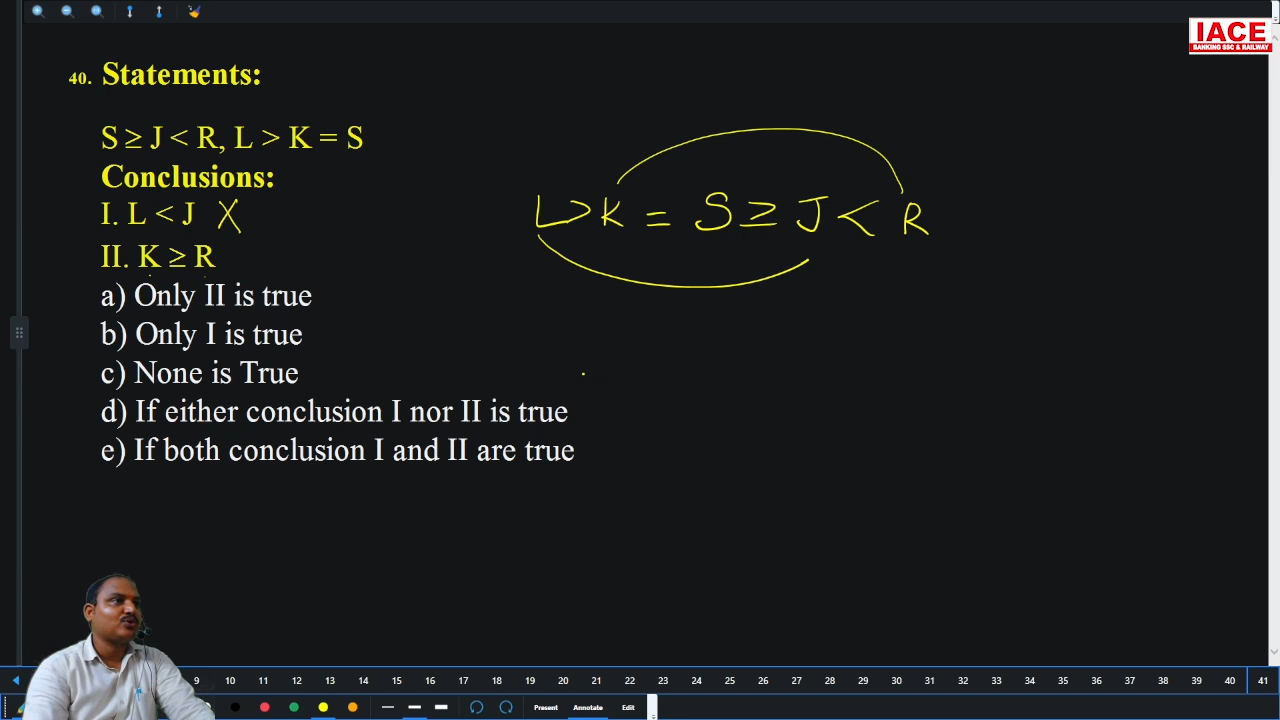 IACE
BANKING SSC & RAILWAY
40. Statements:
S ≥ J < R, L > K = S
Conclusions:
I. L < J X
II. K ≥ R
a) Only II is true
b) Only I is true
c) None is True
d) If either conclusion I nor II is true
e) If both conclusion I and II are true
L > K = S ≥ J < R
9 10 11 12 13 14 15 16 17 18 19 20 21 22 23 24 25 26 27 28 29 30 31 32 33 34 35 36 37 38 39 40 41
Present Annotate Edit